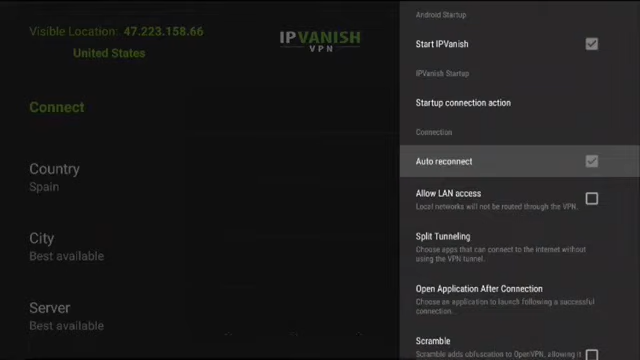 Visible Location: 47.223.158.66
United States
IPVANISH
VPN
Connect
Country
Spain
City
Best available
Server
Best available
Android Startup
Start IPVanish
IPVanish Startup
Startup connection action
Connection
Auto reconnect
Allow LAN access
Local networks will not be routed through the VPN.
Split Tunneling
Choose apps that can connect to the internet without
using the VPN tunnel.
Open Application After Connection
Choose an application to launch following a successful
connection.
Scramble
Scramble adds obfuscation to OpenVPN, allowing it